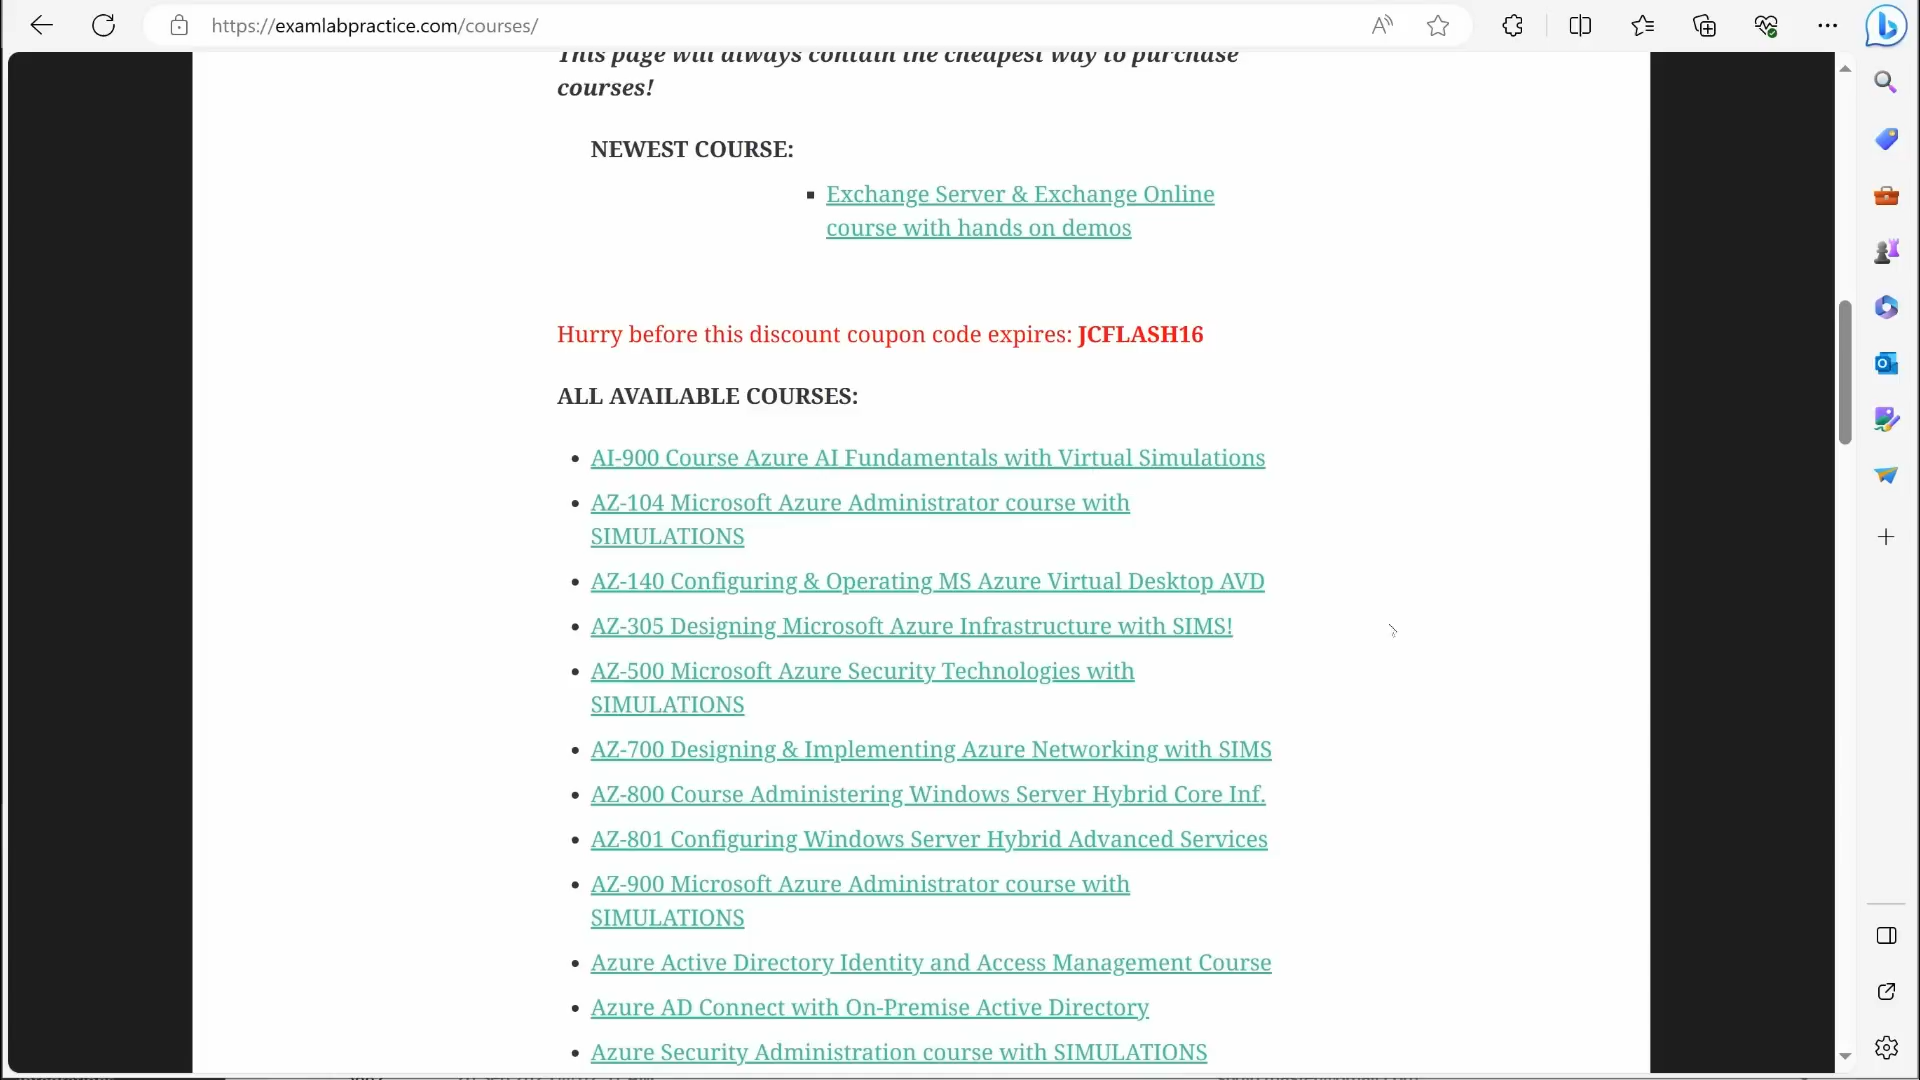 https://examlabpractice.com/courses/
This page will always contain the cheapest way to purchase
courses!
NEWEST COURSE:
Exchange Server & Exchange Online
course with hands on demos
Hurry before this discount coupon code expires: JCFLASH16
ALL AVAILABLE COURSES:
AI-900 Course Azure AI Fundamentals with Virtual Simulations
AZ-104 Microsoft Azure Administrator course with
SIMULATIONS
AZ-140 Configuring & Operating MS Azure Virtual Desktop AVD
AZ-305 Designing Microsoft Azure Infrastructure with SIMS!
AZ-500 Microsoft Azure Security Technologies with
SIMULATIONS
AZ-700 Designing & Implementing Azure Networking with SIMS
AZ-800 Course Administering Windows Server Hybrid Core Inf.
AZ-801 Configuring Windows Server Hybrid Advanced Services
AZ-900 Microsoft Azure Administrator course with
SIMULATIONS
Azure Active Directory Identity and Access Management Course
Azure AD Connect with On-Premise Active Directory
Azure Security Administration course with SIMULATIONS